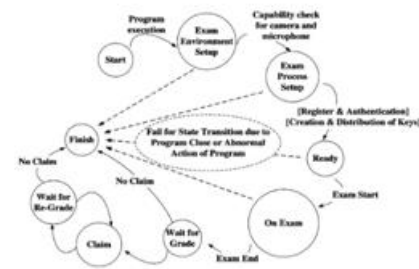 Program
execution
Start
Exam
Environment
Setup
Capability check
for camera and
microphone
Exam
Process
Setup
[Register & Authentication]
[Creation & Distribution of Keys]
Finish
Fail for State Transition due to
Program Close or Abnormal
Action of Program
Ready
No Claim
No Claim
Exam Start
Wait for
Re-Grade
Claim
Wait for
Grade
On Exam
Exam End